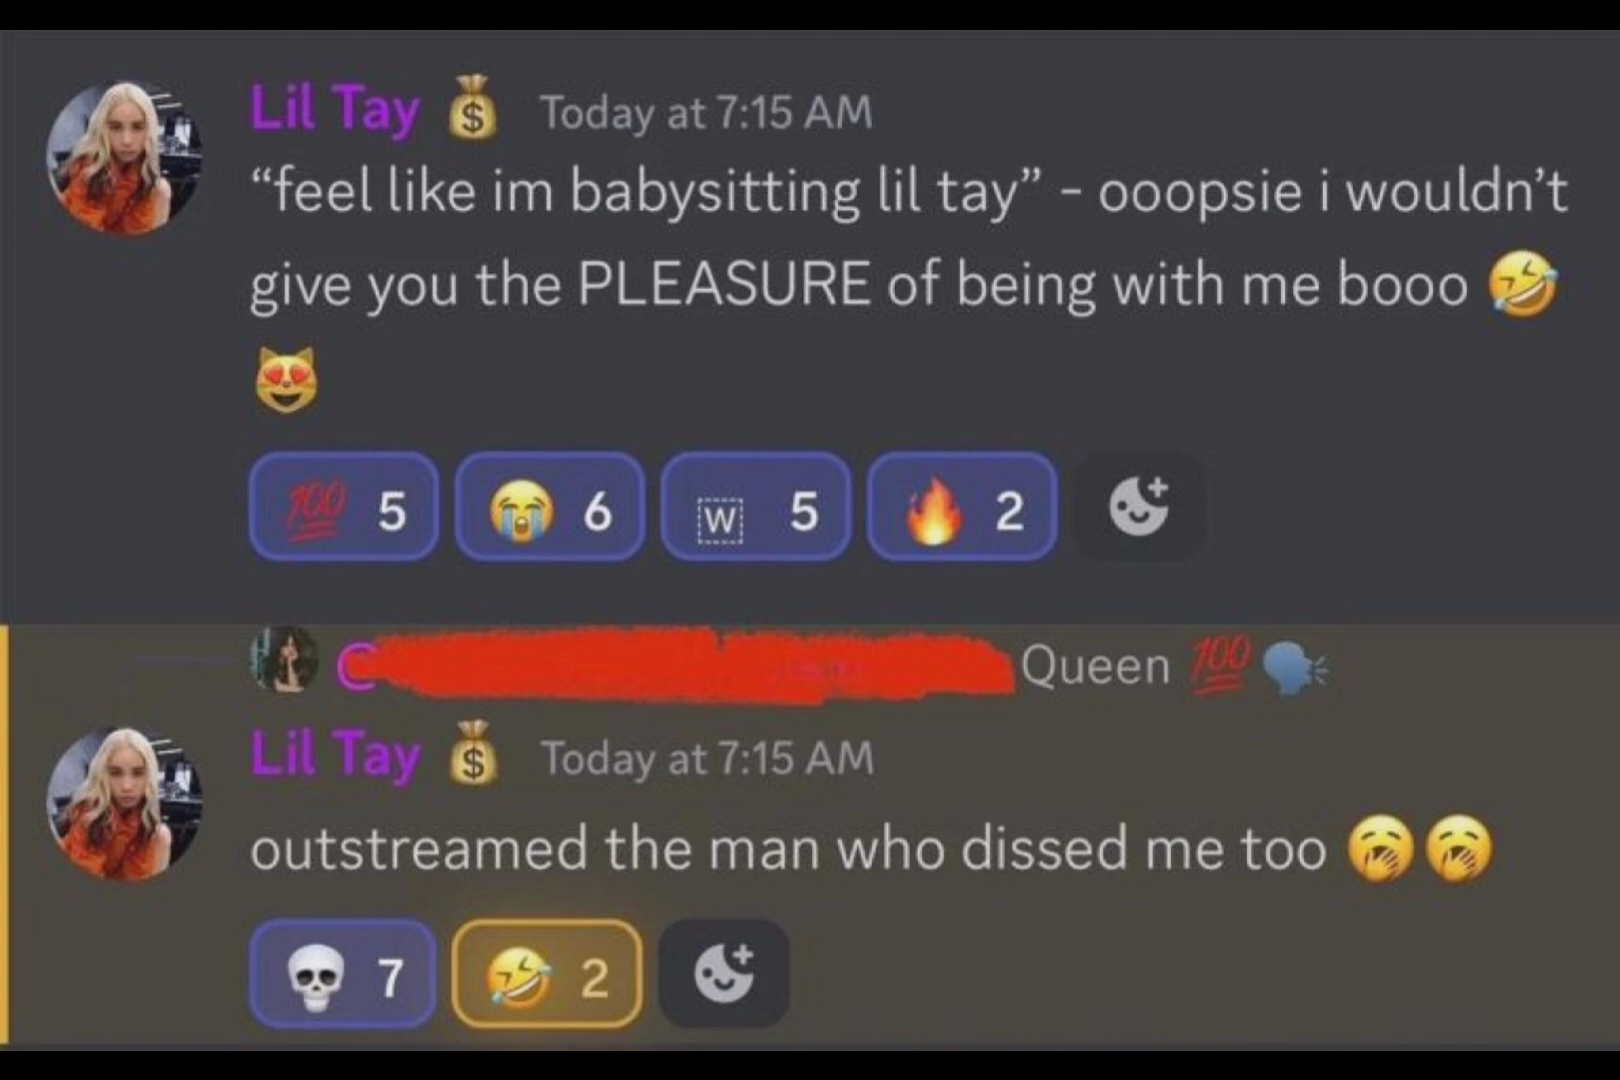 Lil Tay 💰 Today at 7:15 AM
“feel like im babysitting lil tay” - ooopsie i wouldn’t
give you the PLEASURE of being with me booo 🤣
😻
💯 5 😭 6 🇼 5 🔥 2
C Queen 💯 🗣️
Lil Tay 💰 Today at 7:15 AM
outstreamed the man who dissed me too 🥱🥱
💀 7 🤣 2